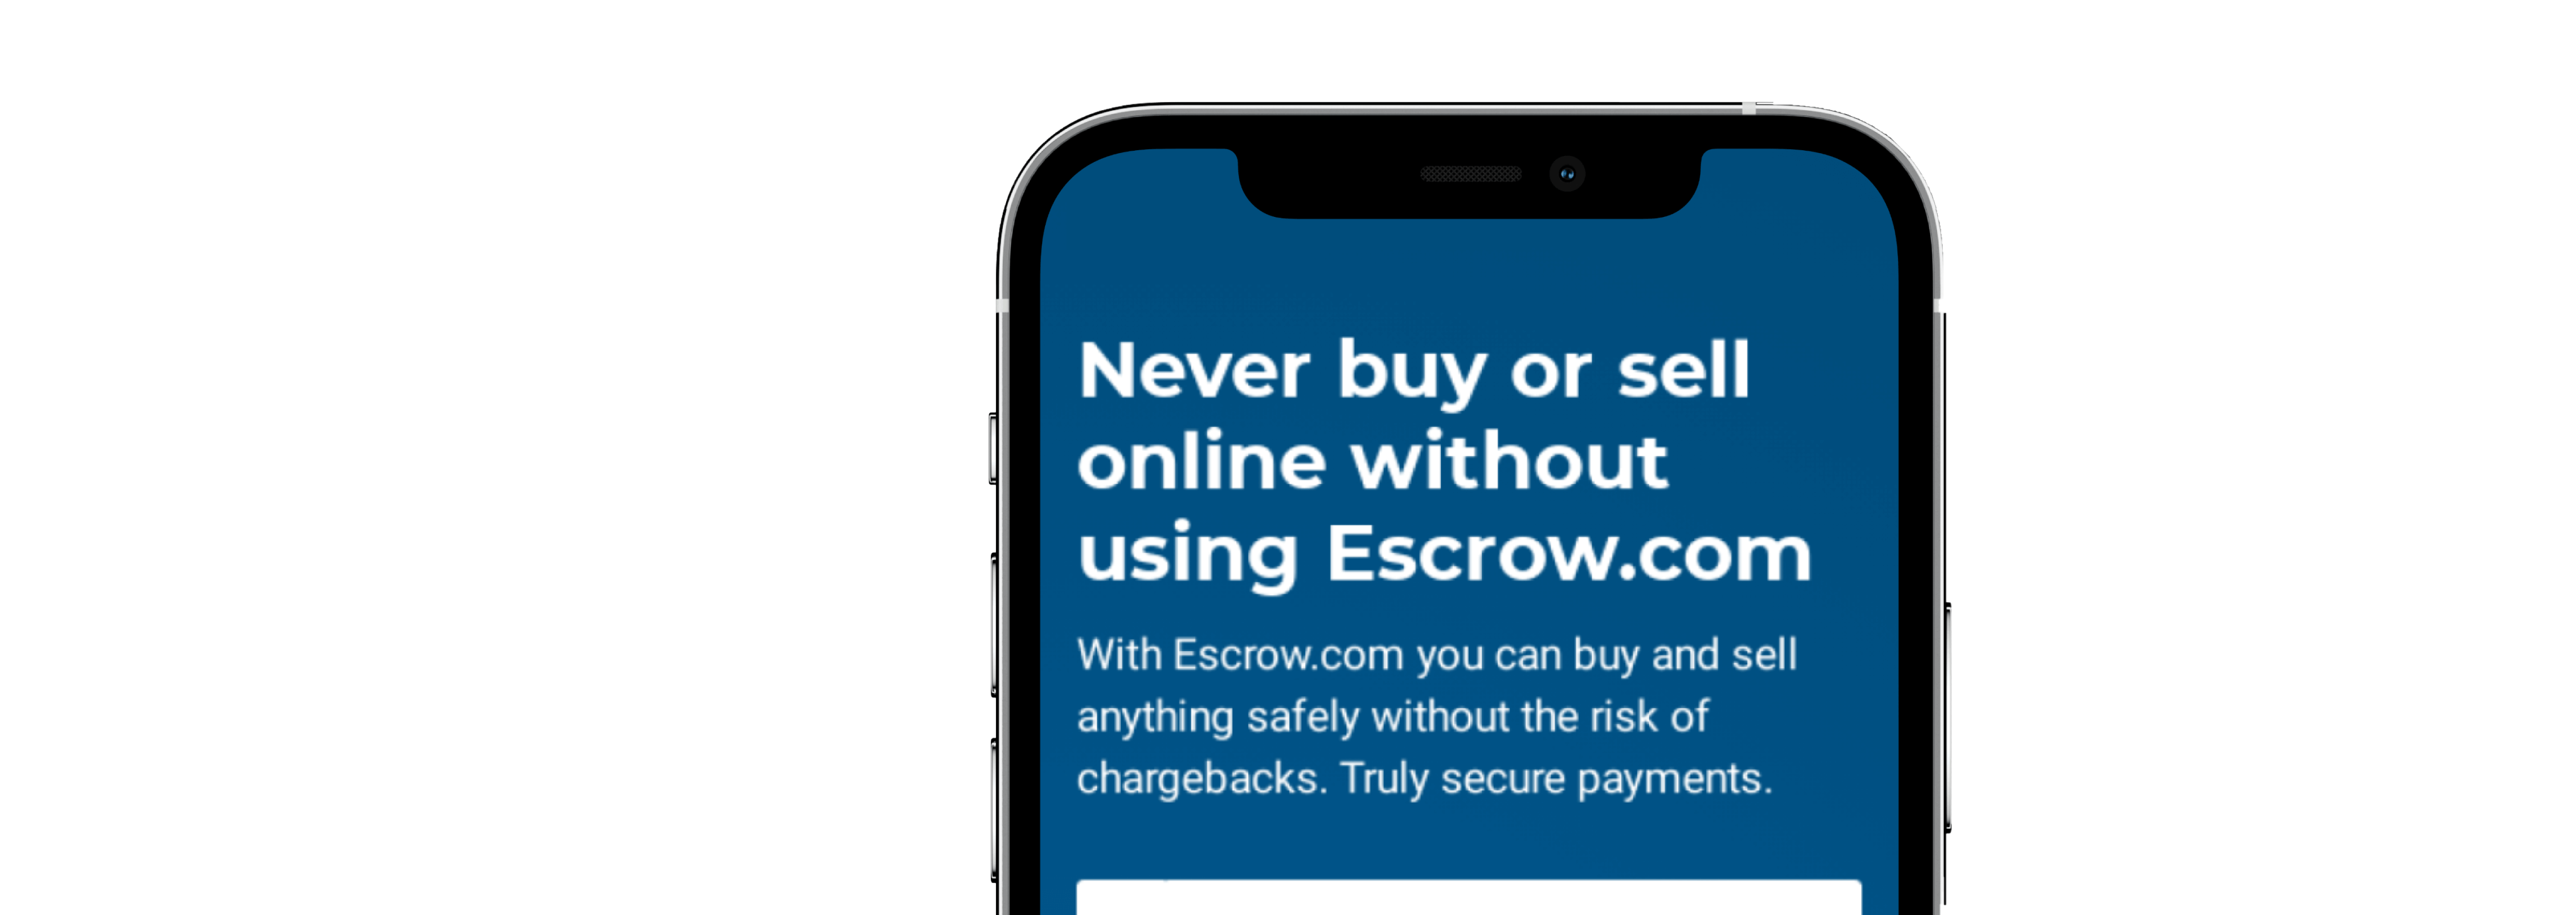 Never buy or sell
online without
using Escrow.com
With Escrow.com you can buy and sell
anything safely without the risk of
chargebacks. Truly secure payments.